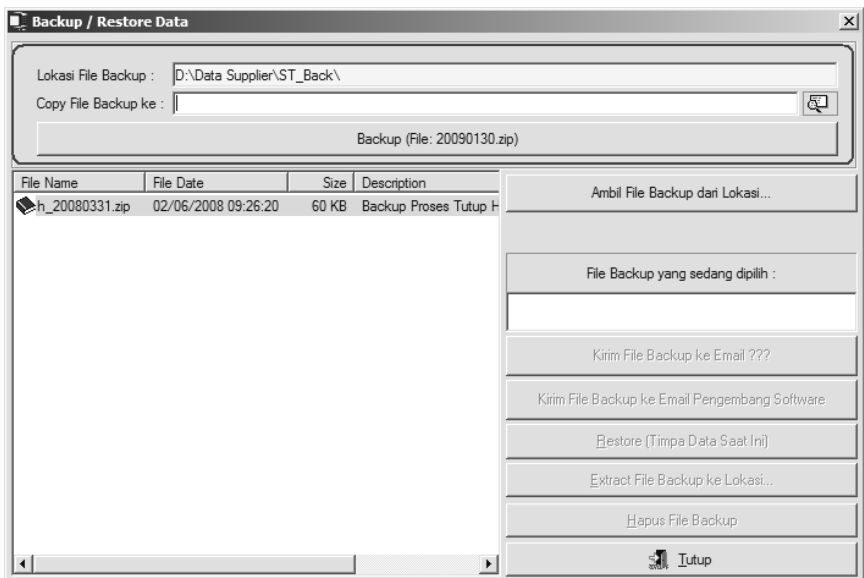 Backup / Restore Data
Lokasi File Backup : D:\Data Supplier\ST_Back\
Copy File Backup ke :
Backup (File: 20090130.zip)
File Name File Date Size Description
h_20080331.zip 02/06/2008 09:26:20 60 KB Backup Proses Tutup H
Ambil File Backup dari Lokasi...
File Backup yang sedang dipilih :
Kirim File Backup ke Email ???
Kirim File Backup ke Email Pengembang Software
Restore (Timpa Data Saat Ini)
Extract File Backup ke Lokasi...
Hapus File Backup
Tutup